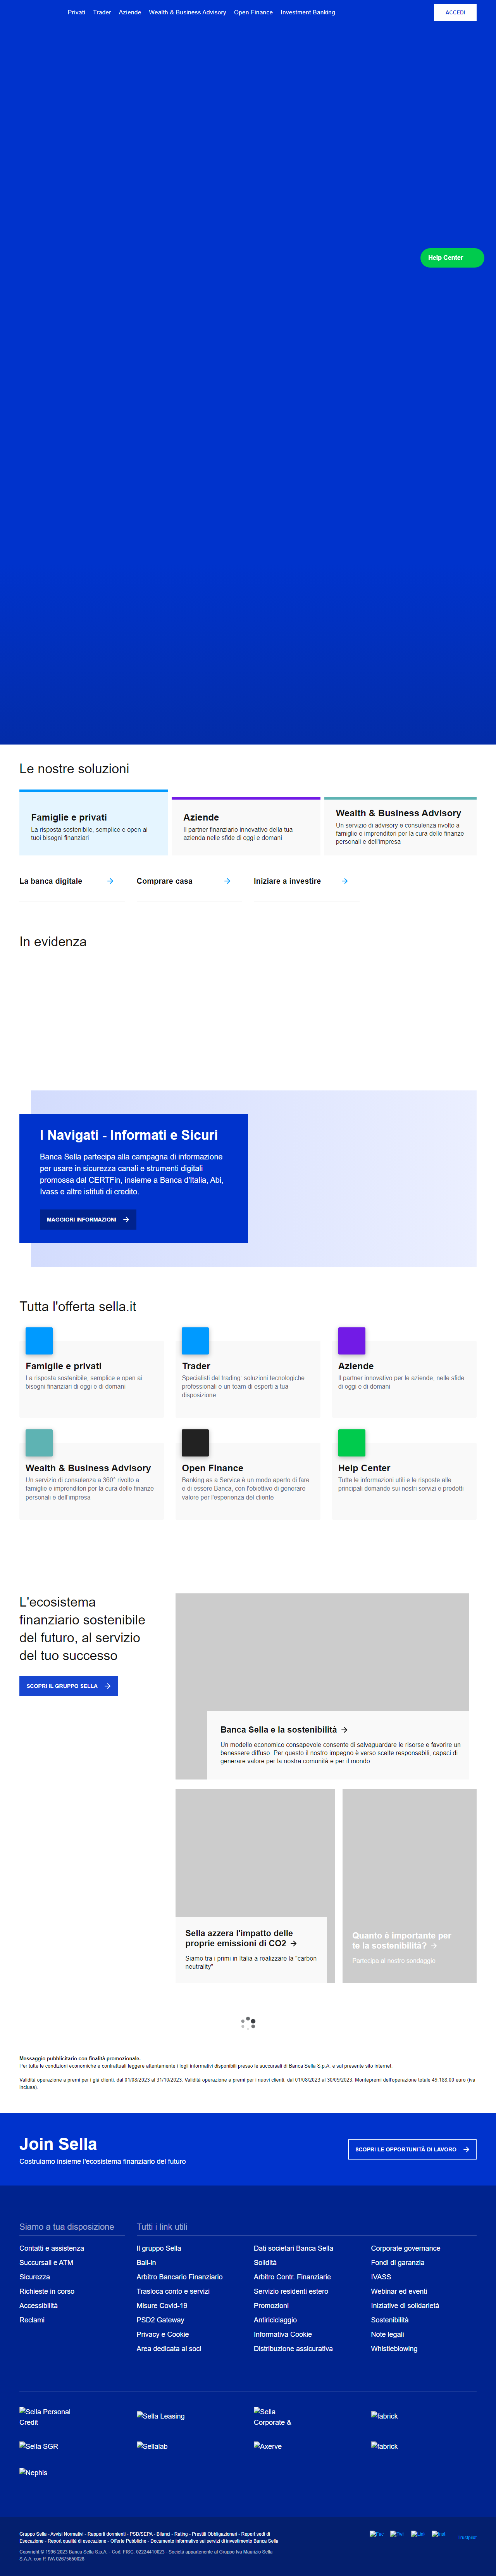 Privati Trader Aziende Wealth & Business Advisory Open Finance Investment Banking ACCEDI
Help Center
Le nostre soluzioni
Famiglie e privati
La risposta sostenibile, semplice e open ai
tuoi bisogni finanziari
Aziende
Il partner finanziario innovativo della tua
azienda nelle sfide di oggi e domani
Wealth & Business Advisory
Un servizio di advisory e consulenza rivolto a
famiglie e imprenditori per la cura delle finanze
personali e dell'impresa
La banca digitale
Comprare casa
Iniziare a investire
In evidenza
I Navigati - Informati e Sicuri
Banca Sella partecipa alla campagna di informazione
per usare in sicurezza canali e strumenti digitali
promossa dal CERTFin, insieme a Banca d'Italia, Abi,
Ivass e altre istituti di credito.
MAGGIORI INFORMAZIONI
Tutta l'offerta sella.it
Famiglie e privati
La risposta sostenibile, semplice e open ai
bisogni finanziari di oggi e di domani
Trader
Specialisti del trading: soluzioni tecnologiche
professionali e un team di esperti a tua
disposizione
Aziende
Il partner innovativo per le aziende, nelle sfide
di oggi e di domani
Wealth & Business Advisory
Un servizio di consulenza a 360° rivolto a
famiglie e imprenditori per la cura delle finanze
personali e dell'impresa
Open Finance
Banking as a Service è un modo aperto di fare
e di essere Banca, con l'obiettivo di generare
valore per l'esperienza del cliente
Help Center
Tutte le informazioni utili e le risposte alle
principali domande sui nostri servizi e prodotti
L'ecosistema
finanziario sostenibile
del futuro, al servizio
del tuo successo
SCOPRI IL GRUPPO SELLA
Banca Sella e la sostenibilità
Un modello economico consapevole consente di salvaguardare le risorse e favorire un
benessere diffuso. Per questo il nostro impegno è verso scelte responsabili, capaci di
generare valore per la nostra comunità e per il mondo.
Sella azzera l'impatto delle
proprie emissioni di CO2
Siamo tra i primi in Italia a realizzare la "carbon
neutrality"
Quanto è importante per
te la sostenibilità?
Partecipa al nostro sondaggio
Messaggio pubblicitario con finalità promozionale.
Per tutte le condizioni economiche e contrattuali leggere attentamente i fogli informativi disponibili presso le succursali di Banca Sella S.p.A. e sul presente sito internet.
Validità operazione a premi per i già clienti: dal 01/08/2023 al 31/10/2023. Validità operazione a premi per i nuovi clienti: dal 01/08/2023 al 30/09/2023. Montepremi dell'operazione totale 49.188,00 euro (Iva
Inclusa).
Join Sella
Costruiamo insieme l'ecosistema finanziario del futuro
SCOPRI LE OPPORTUNITÀ DI LAVORO
Siamo a tua disposizione
Contatti e assistenza
Succursali e ATM
Sicurezza
Richieste in corso
Accessibilità
Reclami
Tutti i link utili
Il gruppo Sella
Bail-in
Arbitro Bancario Finanziario
Trasloca conto e servizi
Misure Covid-19
PSD2 Gateway
Privacy e Cookie
Area dedicata ai soci
Dati societari Banca Sella
Solidità
Arbitro Contr. Finanziarie
Servizio residenti estero
Promozioni
Antiriciclaggio
Informativa Cookie
Distribuzione assicurativa
Corporate governance
Fondi di garanzia
IVASS
Webinar ed eventi
Iniziative di solidarietà
Sostenibilità
Note legali
Whistleblowing
Sella Personal
Credit
Sella Leasing
Sella
Corporate &
fabrick
Sella SGR
Sellalab
Axerve
fabrick
Nephis
Gruppo Sella - Avvisi Normativi - Rapporti dormienti - PSD/SEPA - Bilanci - Rating - Prestiti Obbligazionari - Report sedi di
Esecuzione - Report qualità di esecuzione - Offerte Pubbliche - Documento informativo sui servizi di investimento Banca Sella
Copyright © 1996-2023 Banca Sella S.p.A. - Cod. FISC. 02224410023 - Società appartenente al Gruppo Iva Maurizio Sella
S.A.A. con P. IVA 02675650028
Trustpilot